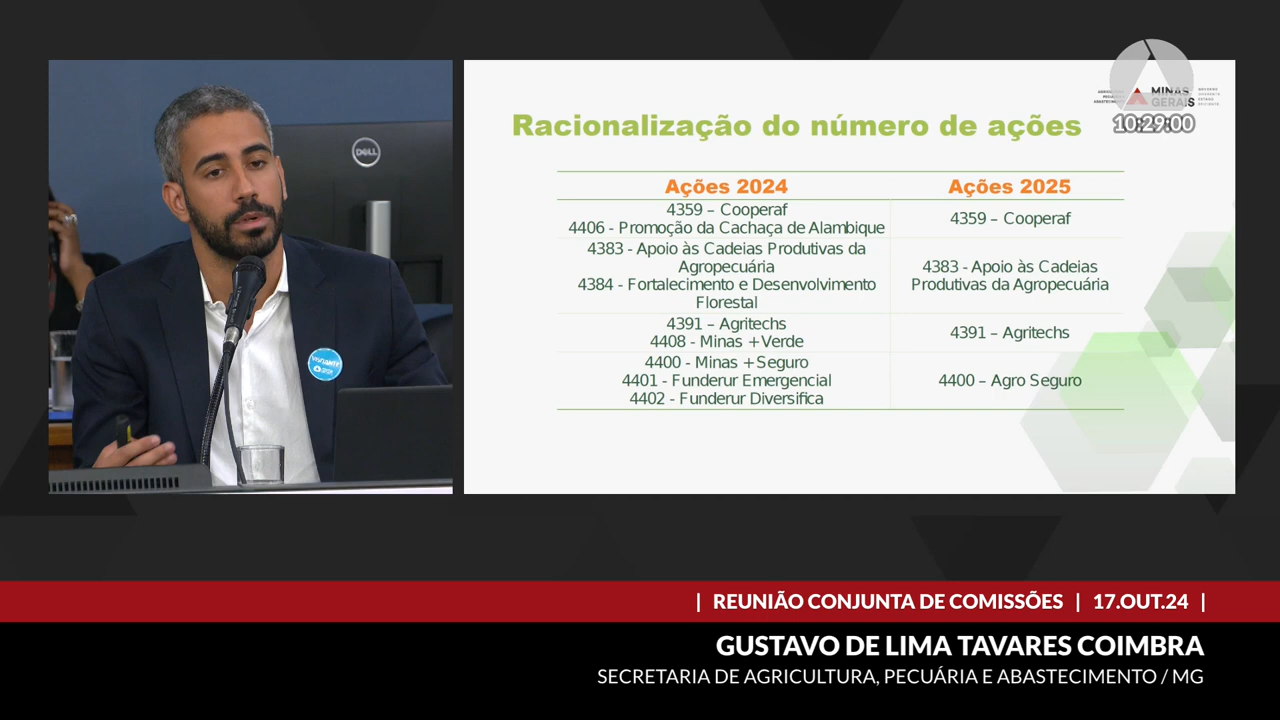 DELL
VISITANTE
Racionalização do número de ações
MINAS
GERAIS
10:29:00
Ações 2024
Ações 2025
4359 – Cooperaf
4406 - Promoção da Cachaça de Alambique
4359 – Cooperaf
4383 - Apoio às Cadeias Produtivas da
Agropecuária
4384 - Fortalecimento e Desenvolvimento
Florestal
4383 - Apoio às Cadeias
Produtivas da Agropecuária
4391 – Agritechs
4408 - Minas +Verde
4391 – Agritechs
4400 - Minas +Seguro
4401 - Funderur Emergencial
4402 - Funderur Diversifica
4400 – Agro Seguro
| REUNIÃO CONJUNTA DE COMISSÕES | 17.OUT.24 |
GUSTAVO DE LIMA TAVARES COIMBRA
SECRETARIA DE AGRICULTURA, PECUÁRIA E ABASTECIMENTO / MG